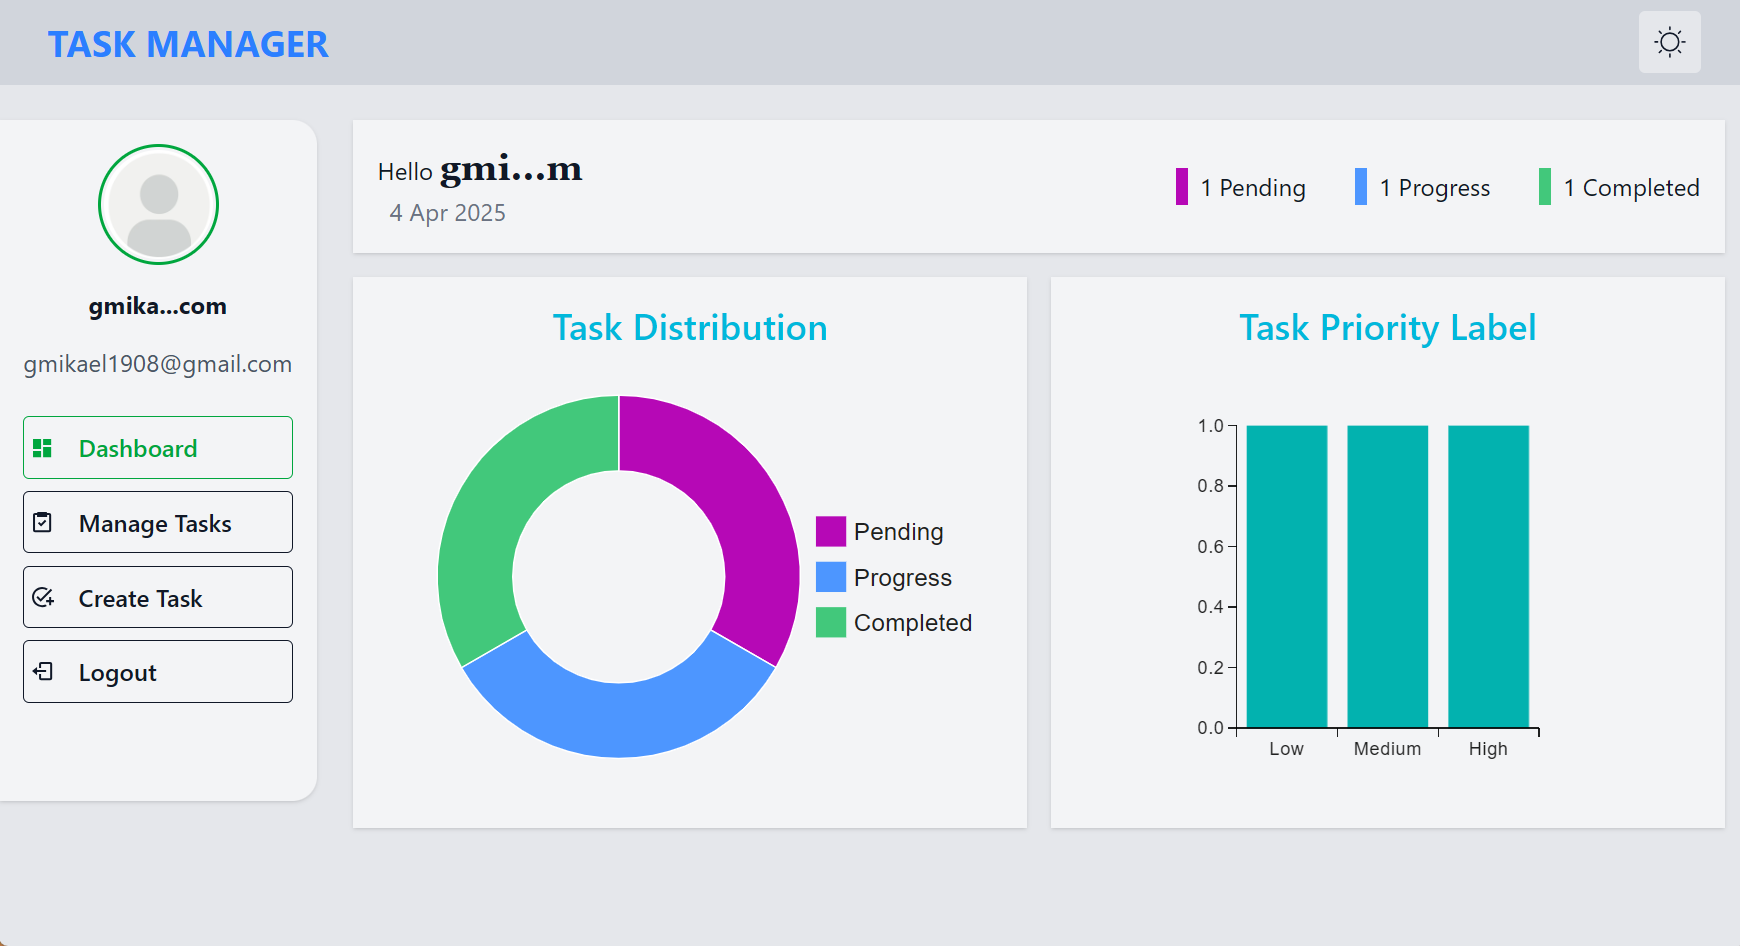 TASK MANAGER
gmika...com
gmikael1908@gmail.com
Dashboard
Manage Tasks
Create Task
Logout
Hello gmi...m
4 Apr 2025
1 Pending
1 Progress
1 Completed
Task Distribution
Pending
Progress
Completed
Task Priority Label
1.0
0.8
0.6
0.4
0.2
0.0
Low
Medium
High